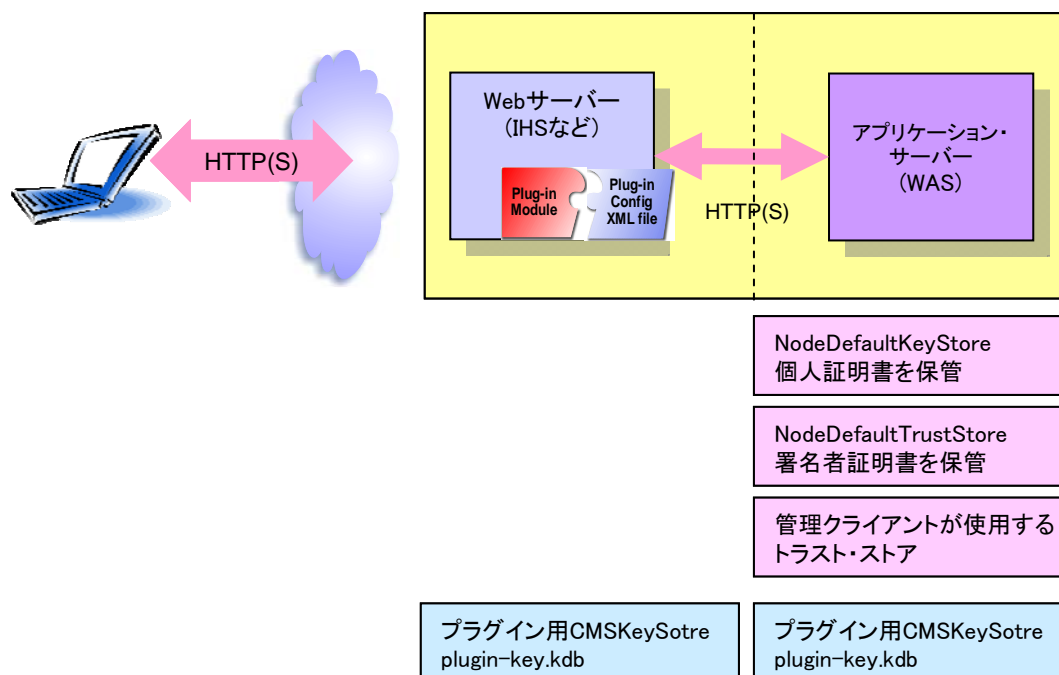 HTTP(S)
Webサーバー
(IHSなど)
Plug-in
Module
Plug-in
Config
XML file
HTTP(S)
アプリケーション・
サーバー
(WAS)
NodeDefaultKeyStore
個人証明書を保管
NodeDefaultTrustStore
署名者証明書を保管
管理クライアントが使用する
トラスト・ストア
プラグイン用CMSKeySotre
plugin-key.kdb
プラグイン用CMSKeySotre
plugin-key.kdb